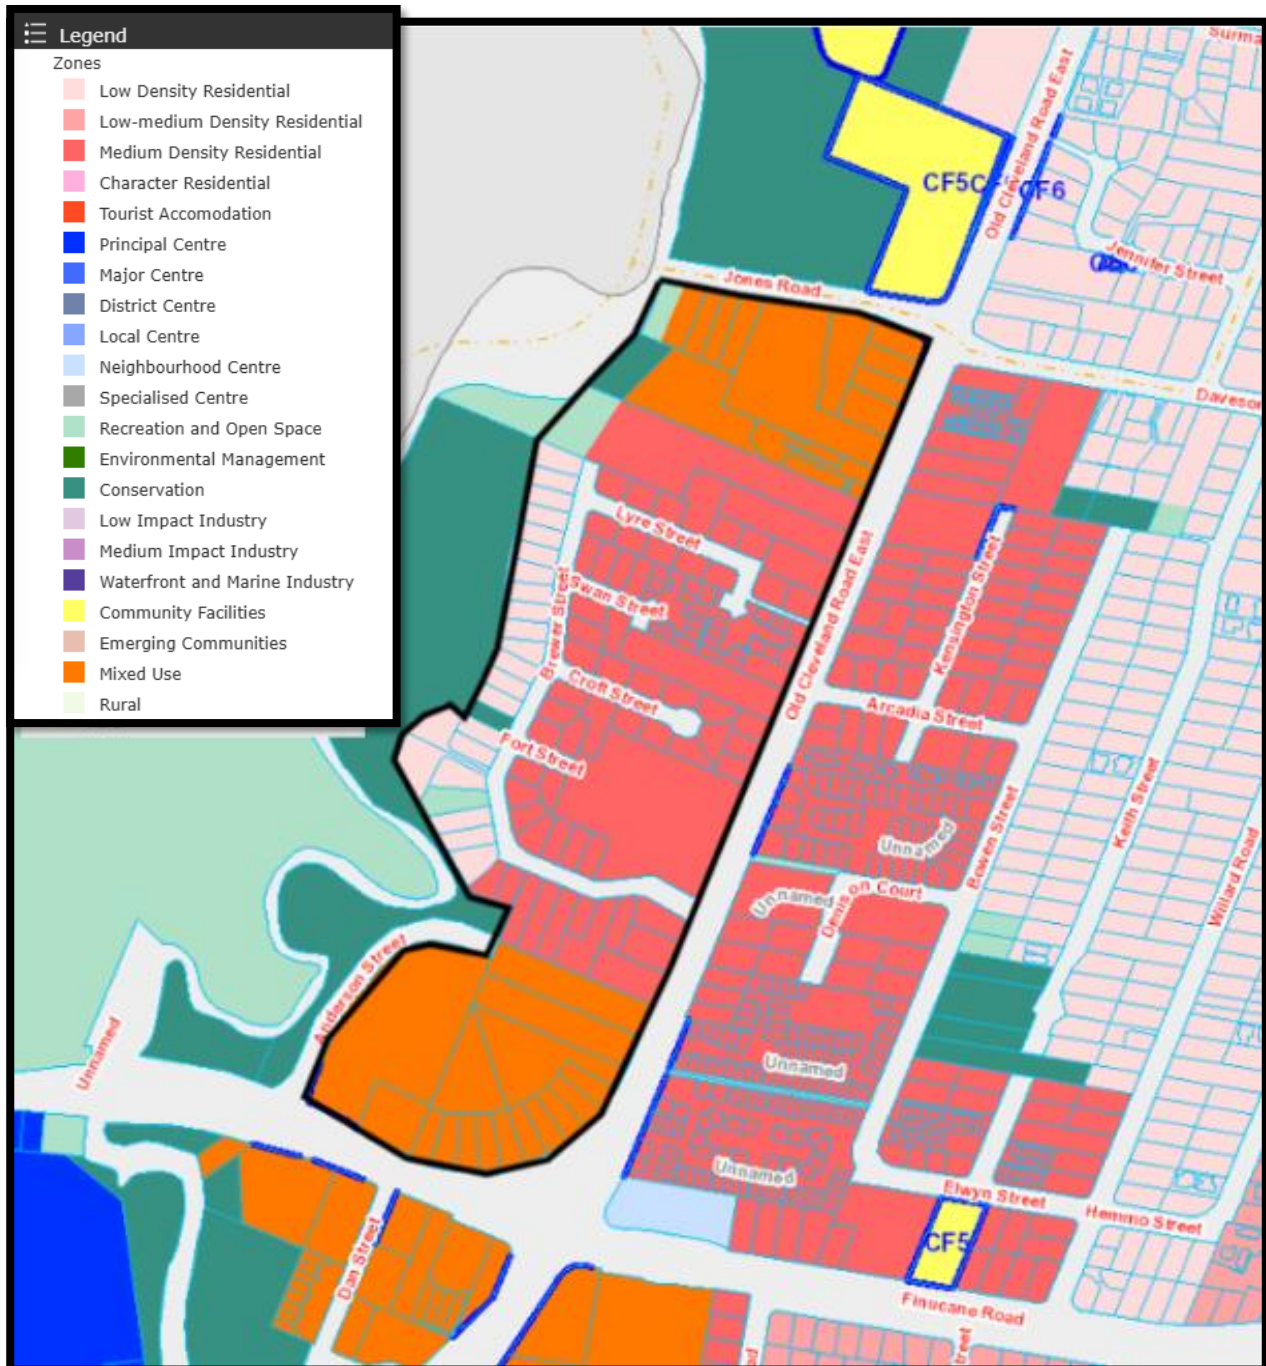 Legend
Zones
Low Density Residential
Low-medium Density Residential
Medium Density Residential
Character Residential
Tourist Accomodation
Principal Centre
Major Centre
District Centre
Local Centre
Neighbourhood Centre
Specialised Centre
Recreation and Open Space
Environmental Management
Conservation
Low Impact Industry
Medium Impact Industry
Waterfront and Marine Industry
Community Facilities
Emerging Communities
Mixed Use
Rural
Surma
Old Cleveland Road East
CF5
CF6
Jennifer Street
Jones Road
Daveson
Lyre Street
Swan Street
Brewer Street
Croft Street
Fort Street
Old Cleveland Road East
Kensington Street
Arcadia Street
Keith Street
Bowen Street
Unnamed
Willard Road
Unnamed
Denison Court
Anderson Street
Unnamed
Unnamed
Unnamed
Elwyn Street
Hemmo Street
CF5
Dan Street
Finucane Road
treet
ad